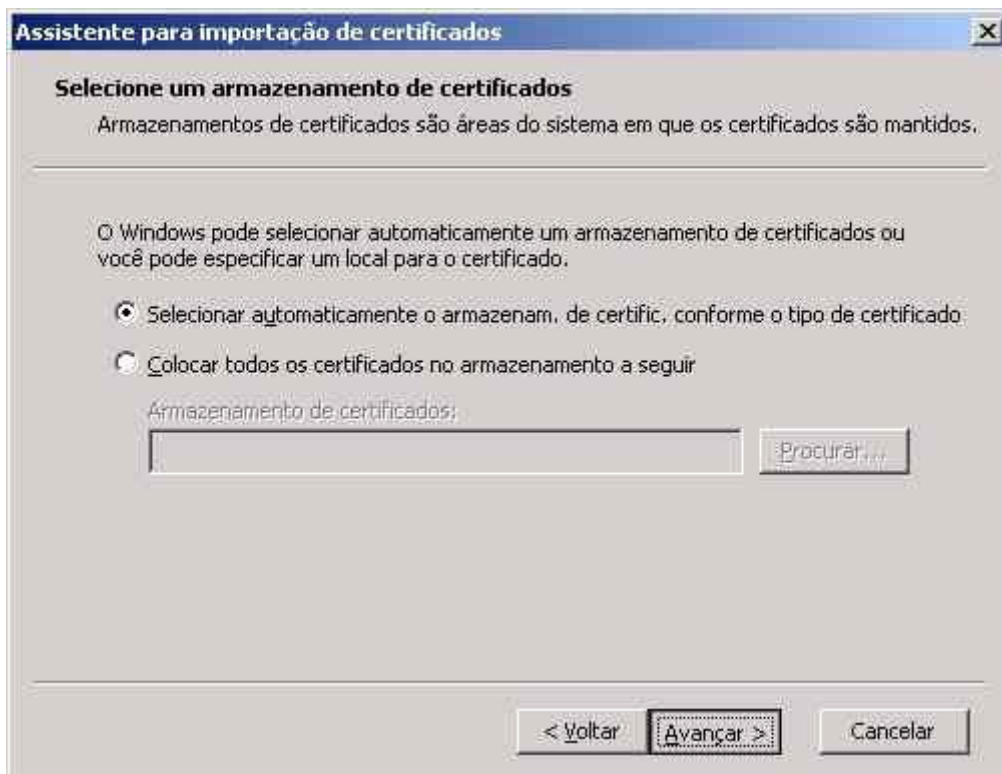 Assistente para importação de certificados
Selecione um armazenamento de certificados
Armazenamentos de certificados são áreas do sistema em que os certificados são mantidos.
O Windows pode selecionar automaticamente um armazenamento de certificados ou
você pode especificar um local para o certificado.
Selecionar automaticamente o armazenam. de certific. conforme o tipo de certificado
Colocar todos os certificados no armazenamento a seguir
Armazenamento de certificados:
Procurar...
< Voltar
Avançar >
Cancelar